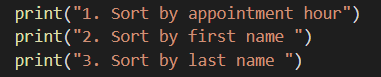 print("1. Sort by appointment hour")
print("2. Sort by first name ")
print("3. Sort by last name ")